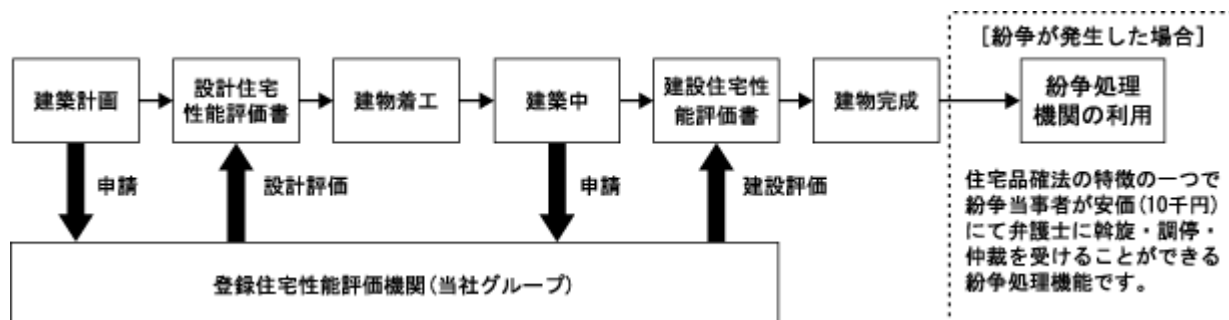 [紛争が発生した場合]
建築計画
設計住宅
性能評価書
建物着工
建築中
建設住宅性
能評価書
建物完成
紛争処理
機関の利用
申請
設計評価
申請
建設評価
住宅品確法の特徴の一つで
紛争当事者が安価(10千円)
にて弁護士に斡旋・調停・
仲裁を受けることができる
紛争処理機能です。
登録住宅性能評価機関(当社グループ)